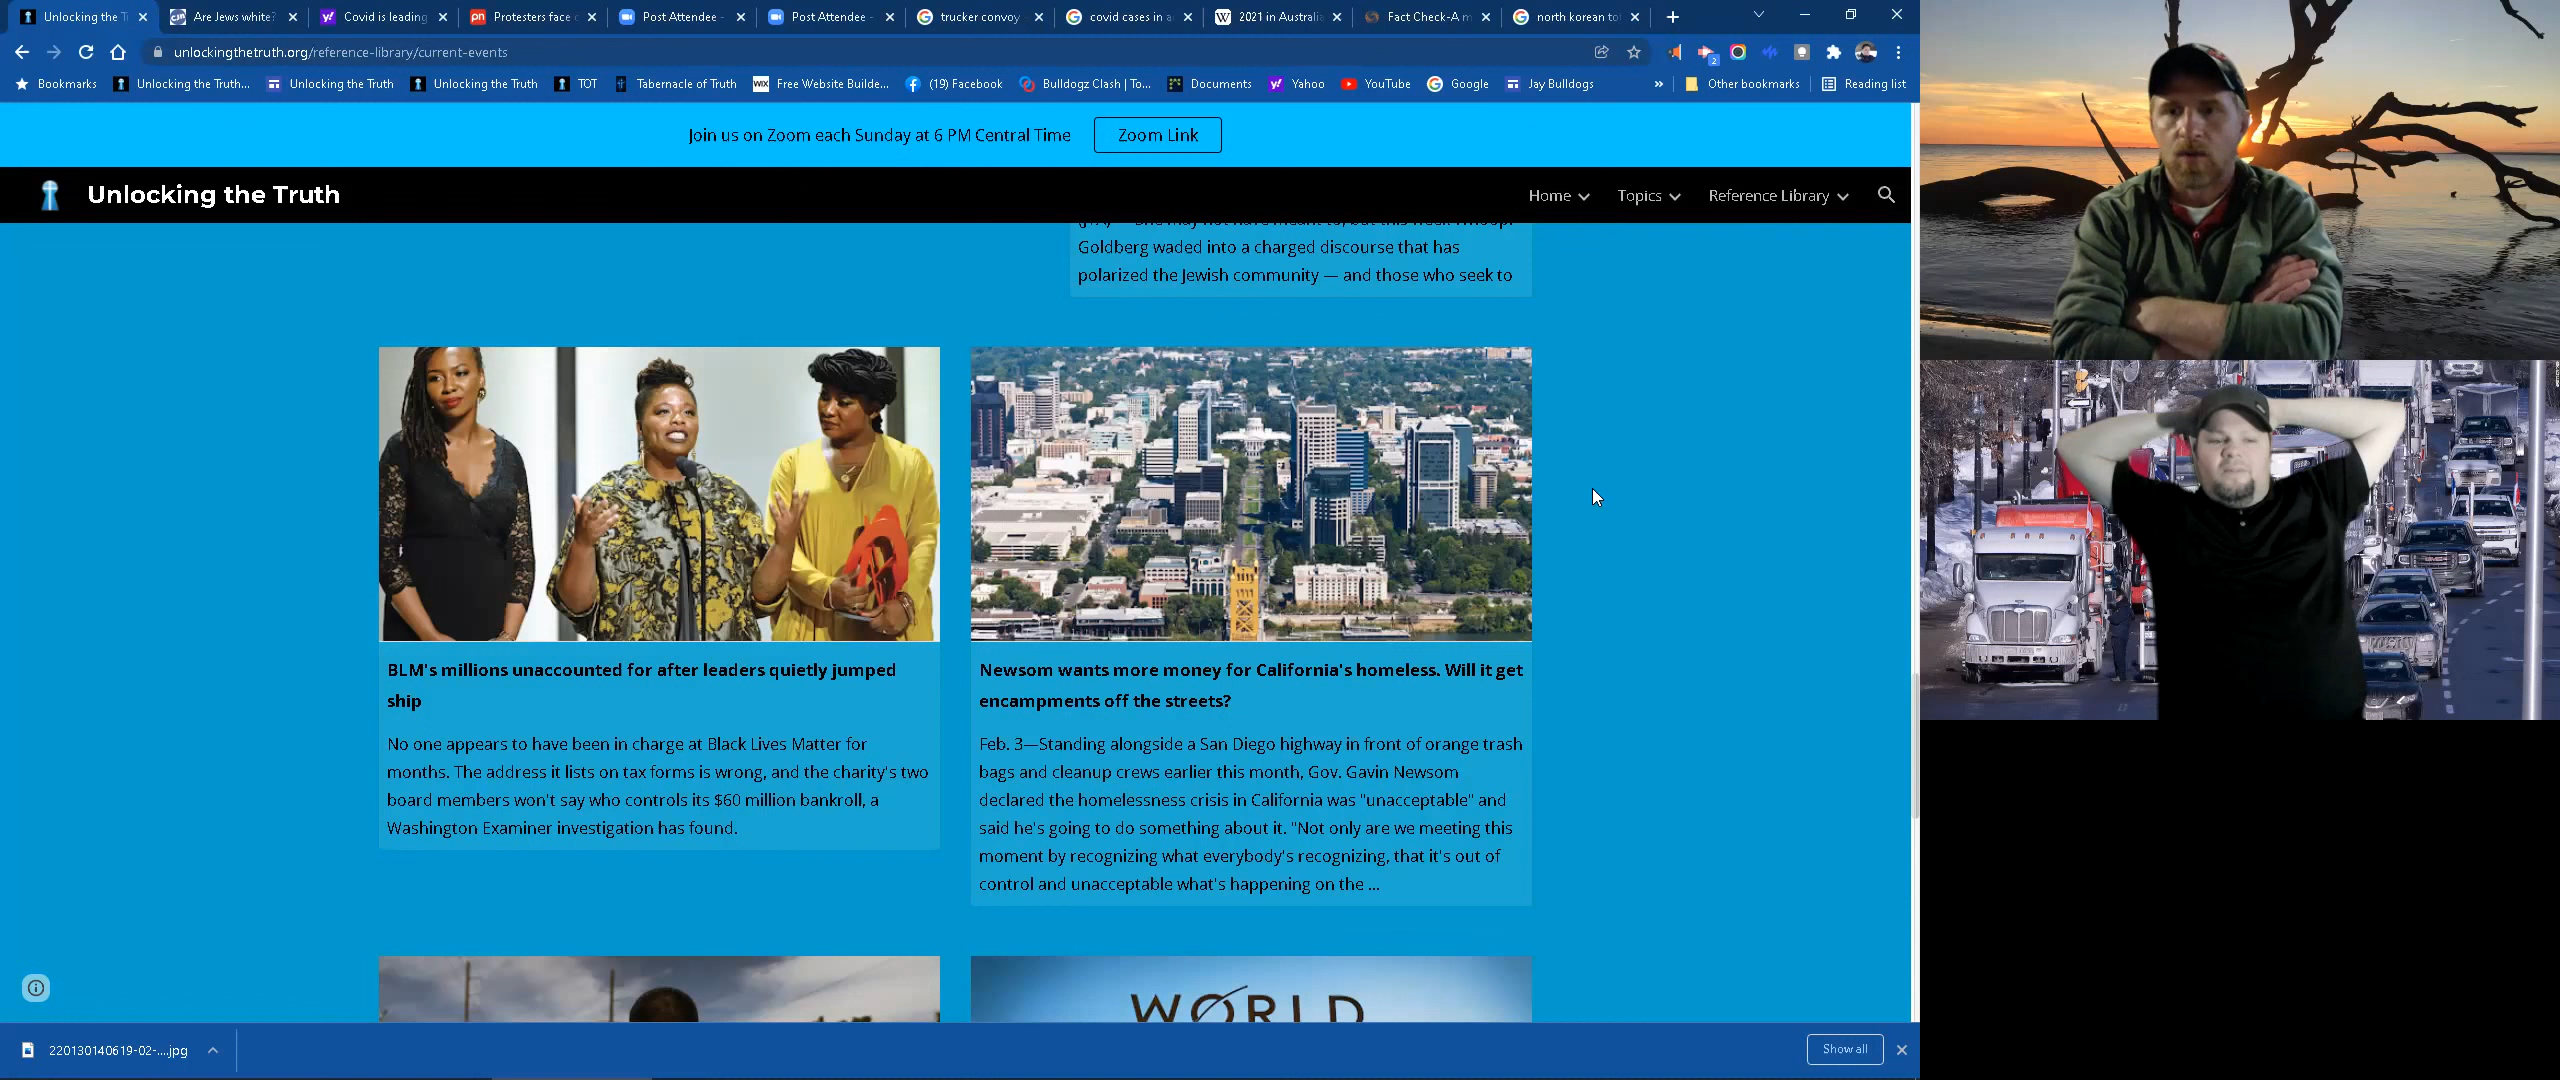 Unlocking the T
Are Jews white?
Covid is leading
Protesters face
Post Attendee -
Post Attendee -
trucker convoy
covid cases in a
2021 in Australia
Fact Check-A m
north korean to
unlockingthetruth.org/reference-library/current-events
2
Bookmarks
Unlocking the Truth...
Unlocking the Truth
Unlocking the Truth
TOT
Tabernacle of Truth
WIX
Free Website Builde...
(19) Facebook
Bulldogz Clash | To...
Documents
Yahoo
YouTube
Google
Jay Bulldogs
»
Other bookmarks
Reading list
Join us on Zoom each Sunday at 6 PM Central Time
Zoom Link
Unlocking the Truth
Home
Topics
Reference Library
Goldberg waded into a charged discourse that has
polarized the Jewish community — and those who seek to
BLM's millions unaccounted for after leaders quietly jumped
ship
No one appears to have been in charge at Black Lives Matter for
months. The address it lists on tax forms is wrong, and the charity's two
board members won't say who controls its $60 million bankroll, a
Washington Examiner investigation has found.
Newsom wants more money for California's homeless. Will it get
encampments off the streets?
Feb. 3—Standing alongside a San Diego highway in front of orange trash
bags and cleanup crews earlier this month, Gov. Gavin Newsom
declared the homelessness crisis in California was "unacceptable" and
said he's going to do something about it. "Not only are we meeting this
moment by recognizing what everybody's recognizing, that it's out of
control and unacceptable what's happening on the ...
WORLD
220130140619-02-....jpg
Show all